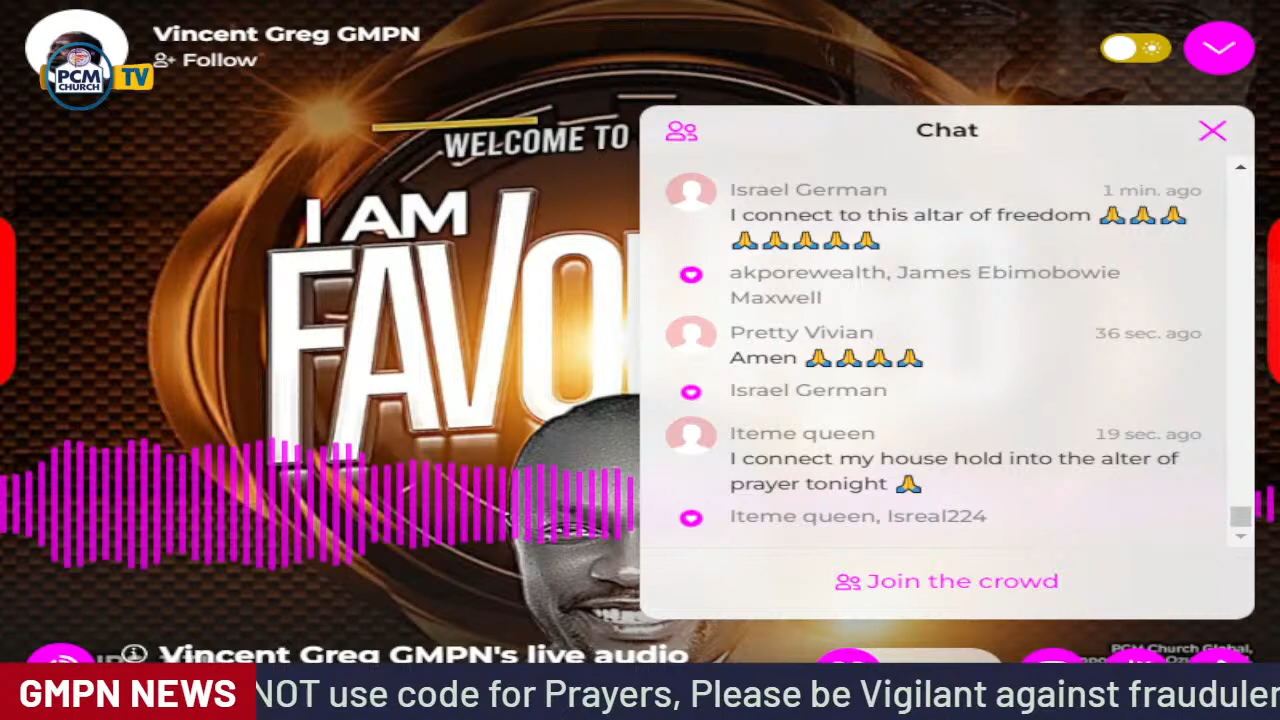 Vincent Greg GMPN
Follow
PCM
CHURCH
TV
WELCOME TO
I AM
Chat
Israel German
1 min. ago
I connect to this altar of freedom 🙏🙏🙏
🙏🙏🙏🙏🙏
akporewealth, James Ebimobowie
Maxwell
Pretty Vivian
36 sec. ago
Amen 🙏🙏🙏🙏
Israel German
Iteme queen
19 sec. ago
I connect my house hold into the alter of
prayer tonight 🙏
Iteme queen, Isreal224
Join the crowd
Vincent Greg GMPN's live audio
PCM Church Global,
GMPN NEWS
NOT use code for Prayers, Please be Vigilant against